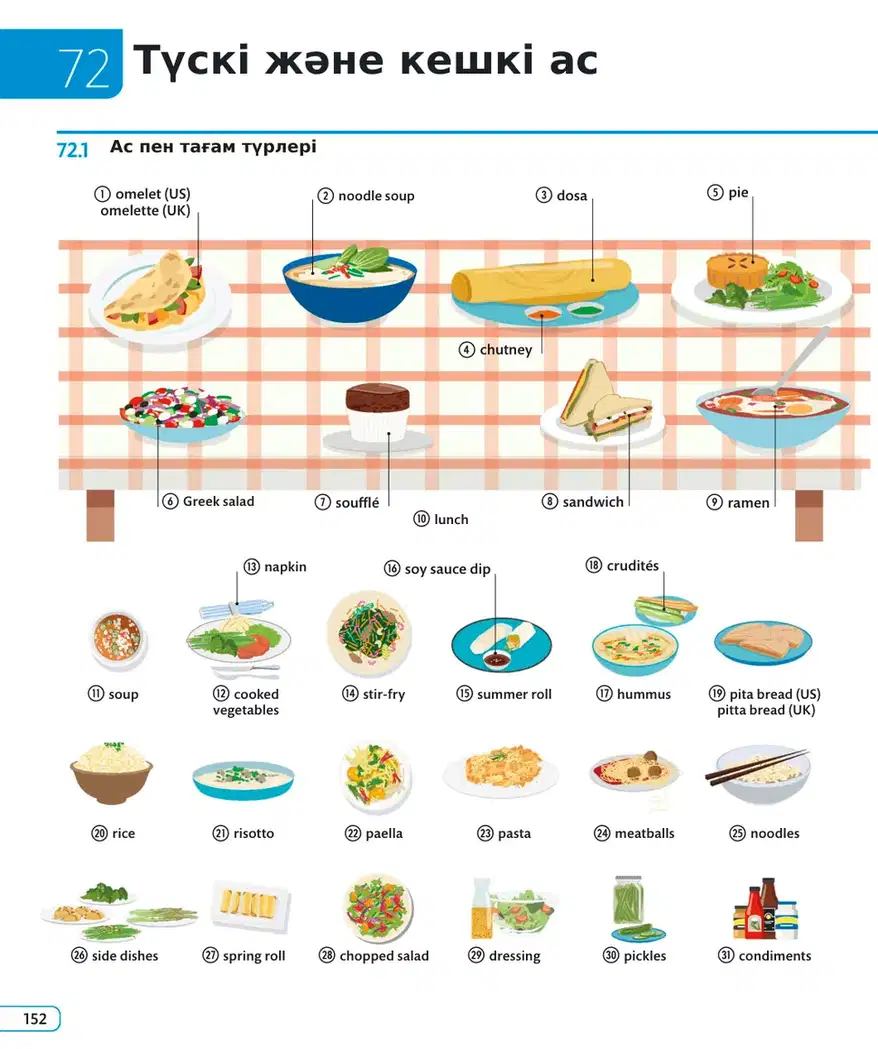 72 Түскі және кешкі ас
72.1 Ас пен тағам түрлері
① omelet (US)
omelette (UK)
② noodle soup
③ dosa
⑤ pie
④ chutney
⑥ Greek salad
⑦ soufflé
⑧ sandwich
⑨ ramen
⑩ lunch
⑬ napkin
⑯ soy sauce dip
⑱ crudités
⑪ soup
⑫ cooked
vegetables
⑭ stir-fry
⑮ summer roll
⑰ hummus
⑲ pita bread (US)
pitta bread (UK)
⑳ rice
㉑ risotto
㉒ paella
㉓ pasta
㉔ meatballs
㉕ noodles
㉖ side dishes
㉗ spring roll
㉘ chopped salad
㉙ dressing
㉚ pickles
㉛ condiments
152